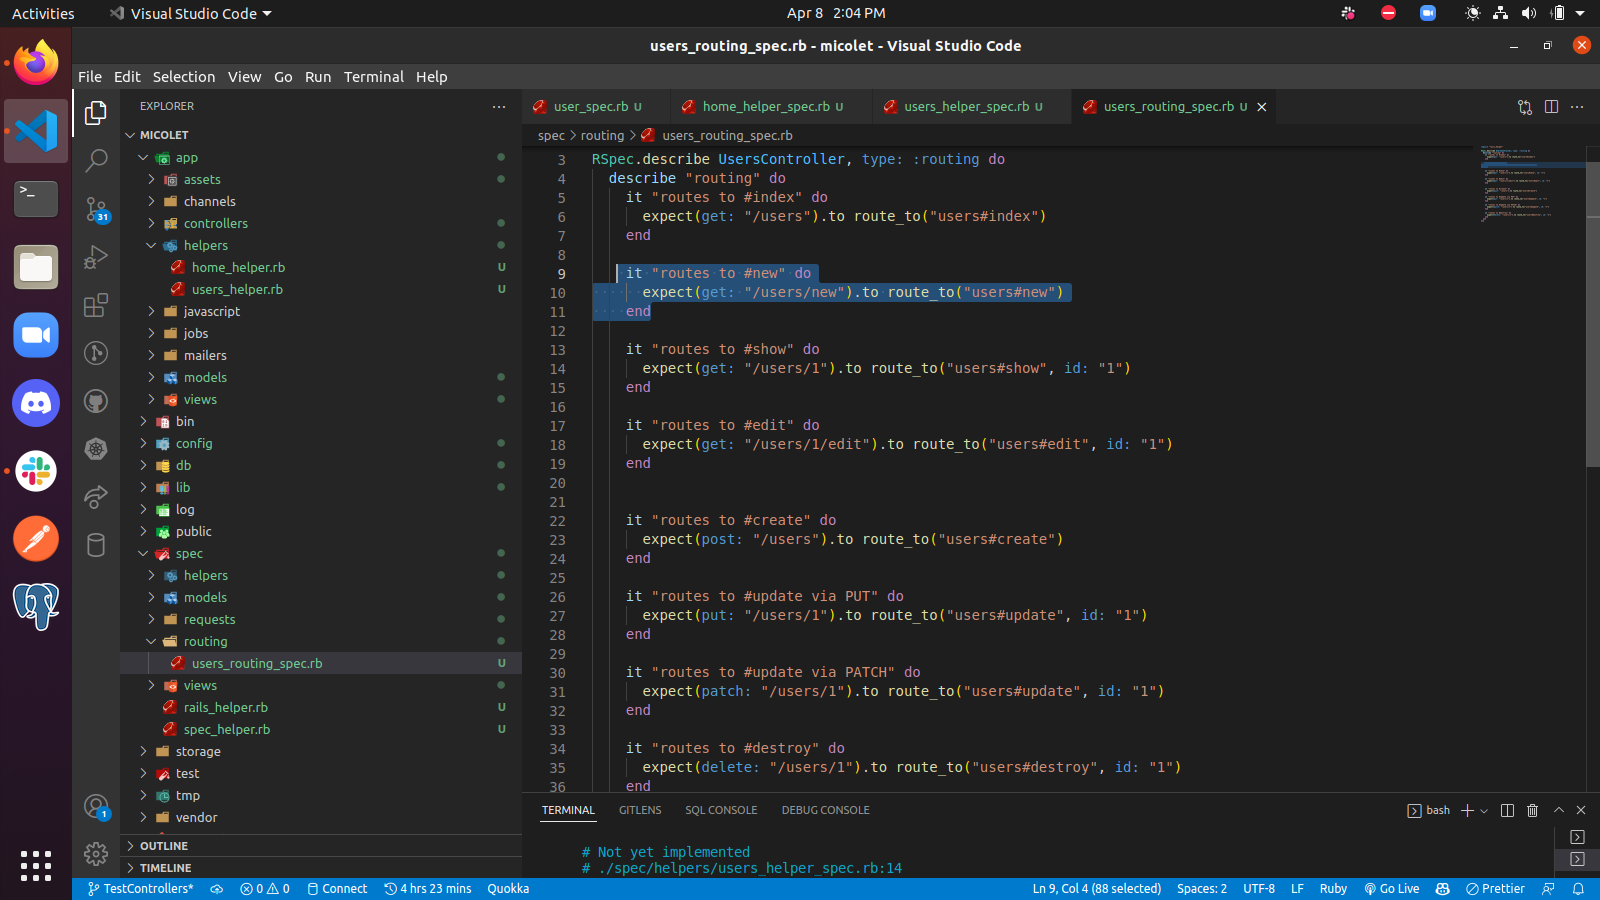 Activities
Visual Studio Code
Apr 8 2:04 PM
users_routing_spec.rb - micolet - Visual Studio Code
File Edit Selection View Go Run Terminal Help
EXPLORER
MICOLET
app
assets
channels
controllers
helpers
home_helper.rb U
users_helper.rb U
javascript
jobs
mailers
models
views
bin
config
db
lib
log
public
spec
helpers
models
requests
routing
users_routing_spec.rb U
views
rails_helper.rb U
spec_helper.rb U
storage
test
tmp
vendor
OUTLINE
TIMELINE
31
1
user_spec.rb U
home_helper_spec.rb U
users_helper_spec.rb U
users_routing_spec.rb U
spec > routing > users_routing_spec.rb
3 RSpec.describe UsersController, type: :routing do
4 describe "routing" do
5 it "routes to #index" do
6 expect(get: "/users").to route_to("users#index")
7 end
8
9 it "routes to #new" do
10 expect(get: "/users/new").to route_to("users#new")
11 end
12
13 it "routes to #show" do
14 expect(get: "/users/1").to route_to("users#show", id: "1")
15 end
16
17 it "routes to #edit" do
18 expect(get: "/users/1/edit").to route_to("users#edit", id: "1")
19 end
20
21
22 it "routes to #create" do
23 expect(post: "/users").to route_to("users#create")
24 end
25
26 it "routes to #update via PUT" do
27 expect(put: "/users/1").to route_to("users#update", id: "1")
28 end
29
30 it "routes to #update via PATCH" do
31 expect(patch: "/users/1").to route_to("users#update", id: "1")
32 end
33
34 it "routes to #destroy" do
35 expect(delete: "/users/1").to route_to("users#destroy", id: "1")
36 end
TERMINAL GITLENS SQL CONSOLE DEBUG CONSOLE
bash
# Not yet implemented
# ./spec/helpers/users_helper_spec.rb:14
TestControllers* 0 0 Connect 4 hrs 23 mins Quokka
Ln 9, Col 4 (88 selected) Spaces: 2 UTF-8 LF Ruby Go Live Prettier